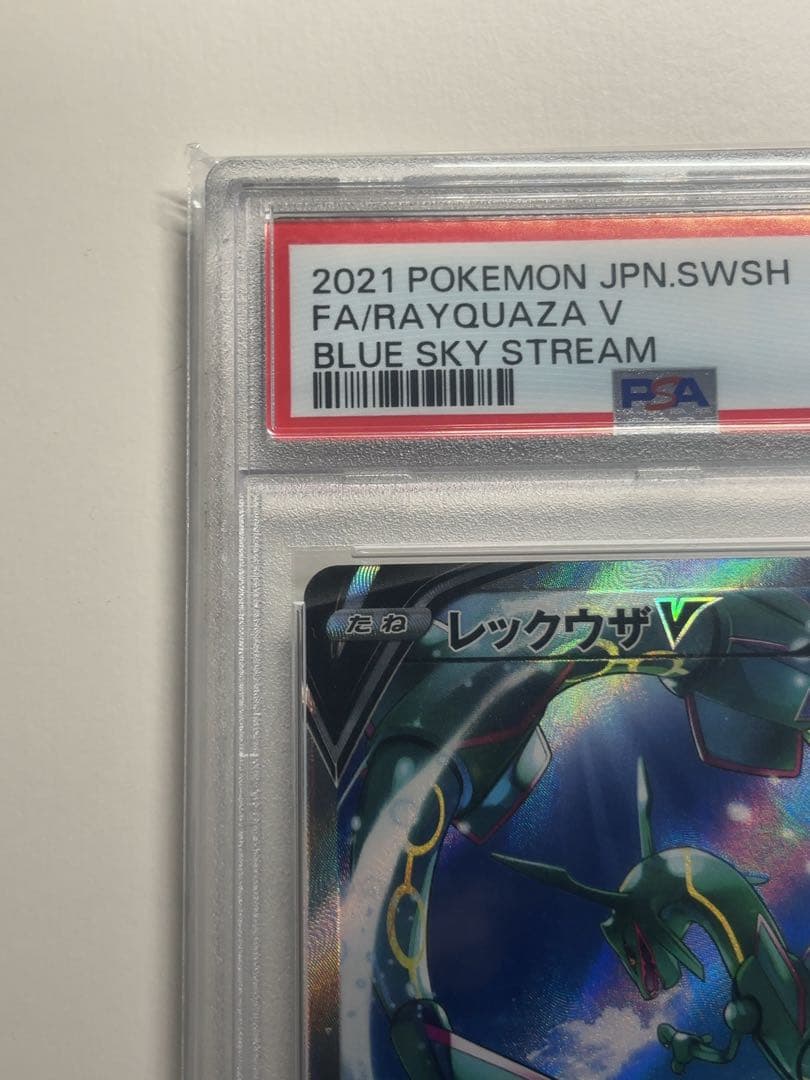 2021 POKEMON JPN.SWSH
FA/RAYQUAZA V
BLUE SKY STREAM
PSA
たね レックウザV